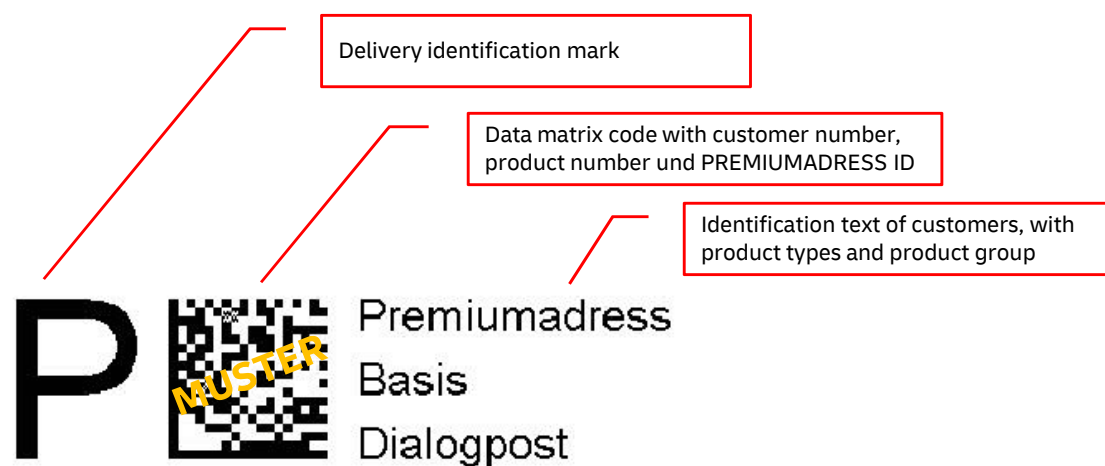 Delivery identification mark
Data matrix code with customer number,
product number und PREMIUMADRESS ID
Identification text of customers, with
product types and product group
P
MUSTER
Premiumadress
Basis
Dialogpost